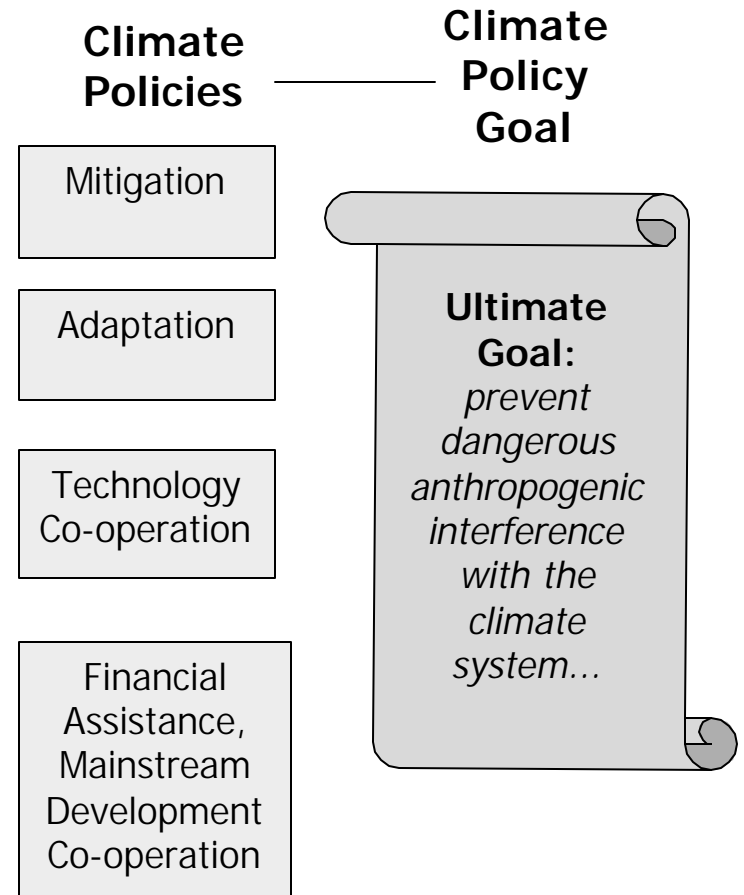 Climate
Policies
Climate
Policy
Goal
Mitigation
Adaptation
Technology
Co-operation
Financial
Assistance,
Mainstream
Development
Co-operation
Ultimate
Goal:
prevent
dangerous
anthropogenic
interference
with the
climate
system...